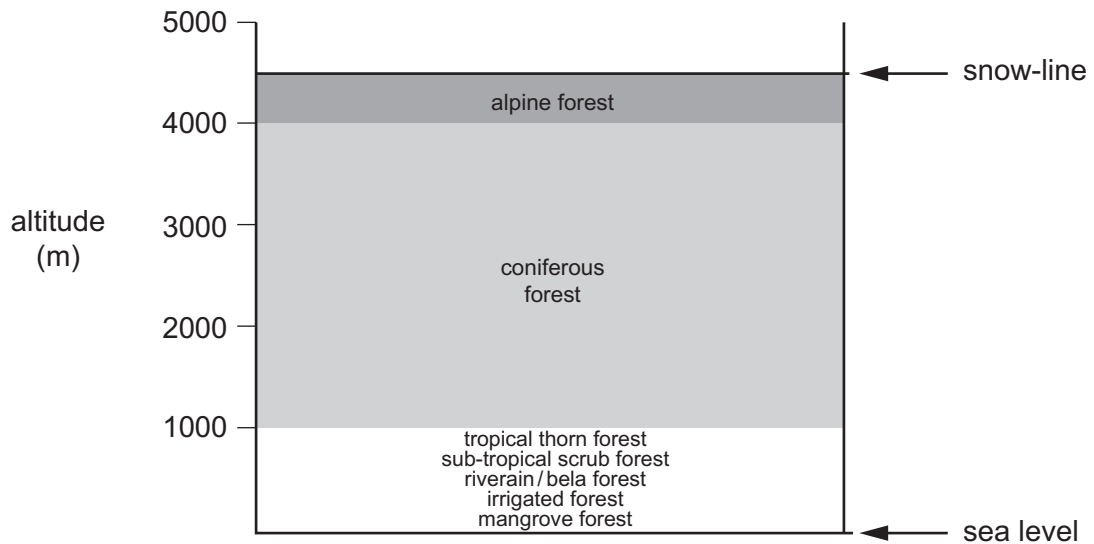 5000
snow-line
alpine forest
4000
altitude
(m)
3000
coniferous
forest
2000
1000
tropical thorn forest
sub-tropical scrub forest
riverain / bela forest
irrigated forest
mangrove forest
sea level